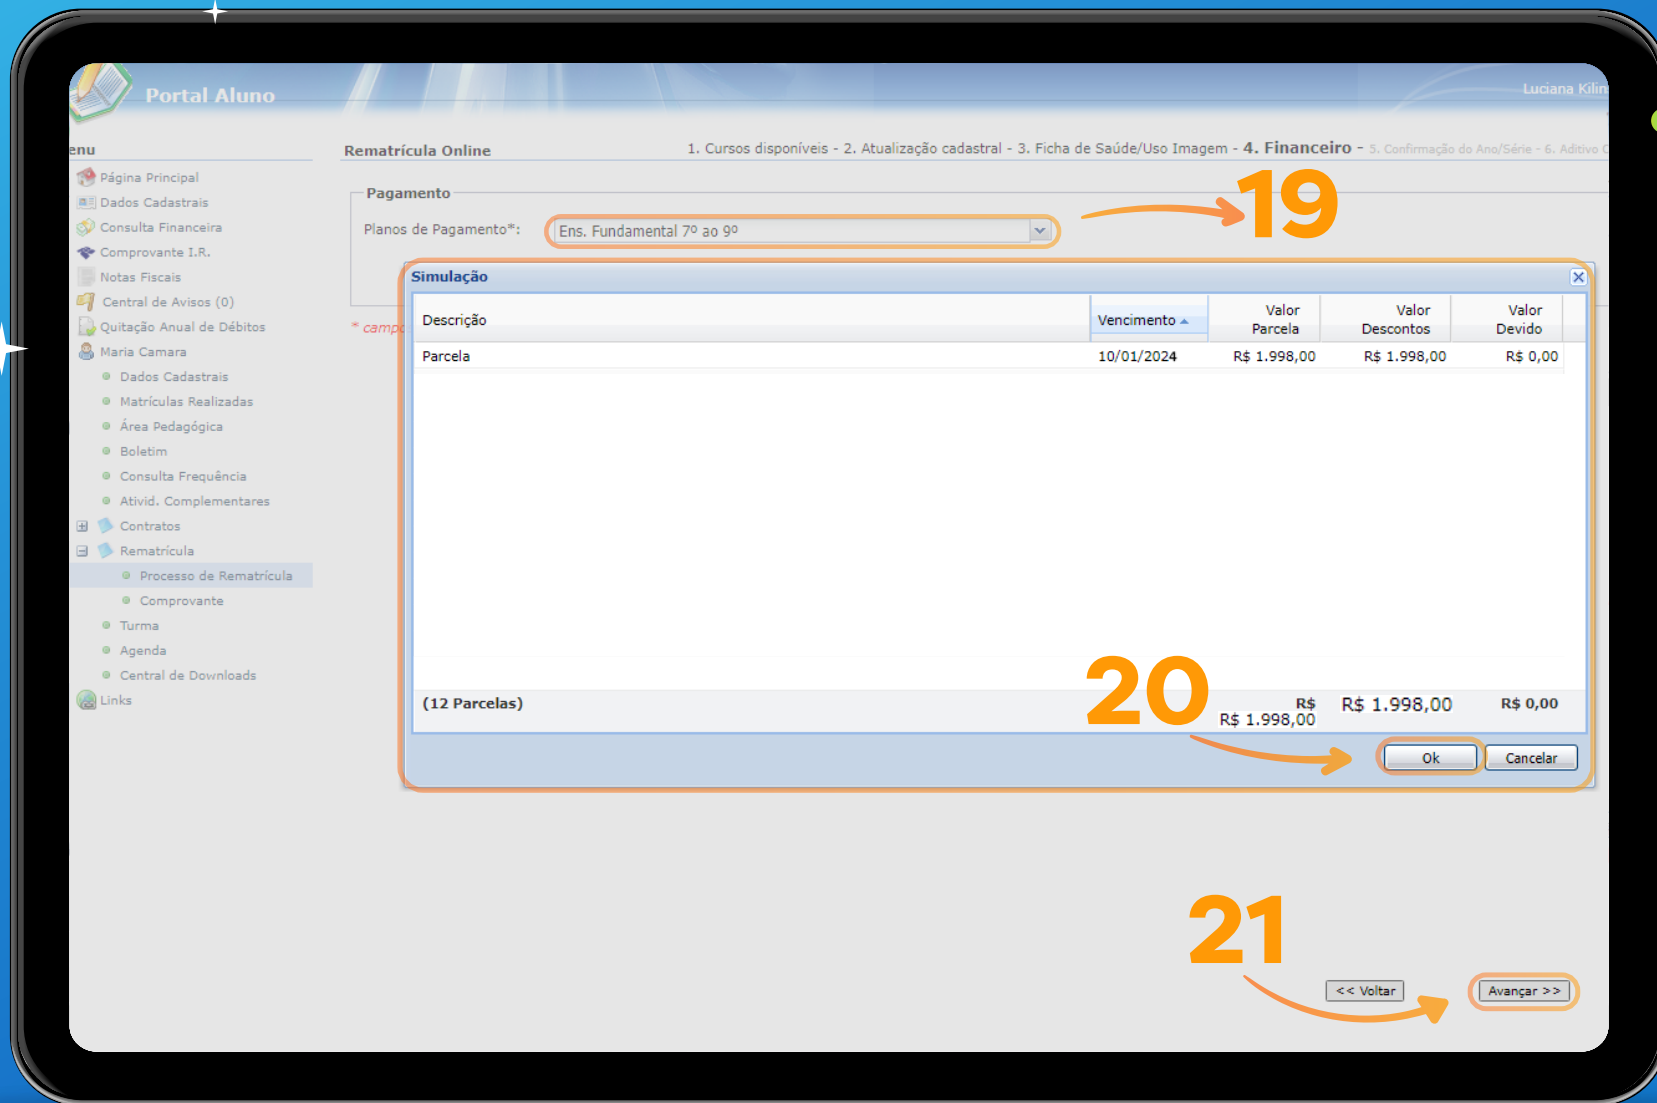 Portal Aluno
Luciana Kilin
enu
Página Principal
Dados Cadastrais
Consulta Financeira
Comprovante I.R.
Notas Fiscais
Central de Avisos (0)
Quitação Anual de Débitos
Maria Camara
Dados Cadastrais
Matrículas Realizadas
Área Pedagógica
Boletim
Consulta Frequência
Ativid. Complementares
Contratos
Rematrícula
Processo de Rematrícula
Comprovante
Turma
Agenda
Central de Downloads
Links
Rematrícula Online
1. Cursos disponíveis - 2. Atualização cadastral - 3. Ficha de Saúde/Uso Imagem - 4. Financeiro - 5. Confirmação do Ano/Série - 6. Aditivo C
Pagamento
Planos de Pagamento*: Ens. Fundamental 7º ao 9º
19
* campo
Simulação
Descrição Vencimento Valor Parcela Valor Descontos Valor Devido
Parcela 10/01/2024 R$ 1.998,00 R$ 1.998,00 R$ 0,00
20
(12 Parcelas) R$ R$ 1.998,00 R$ 0,00
R$ 1.998,00
Ok Cancelar
21
<< Voltar Avançar >>